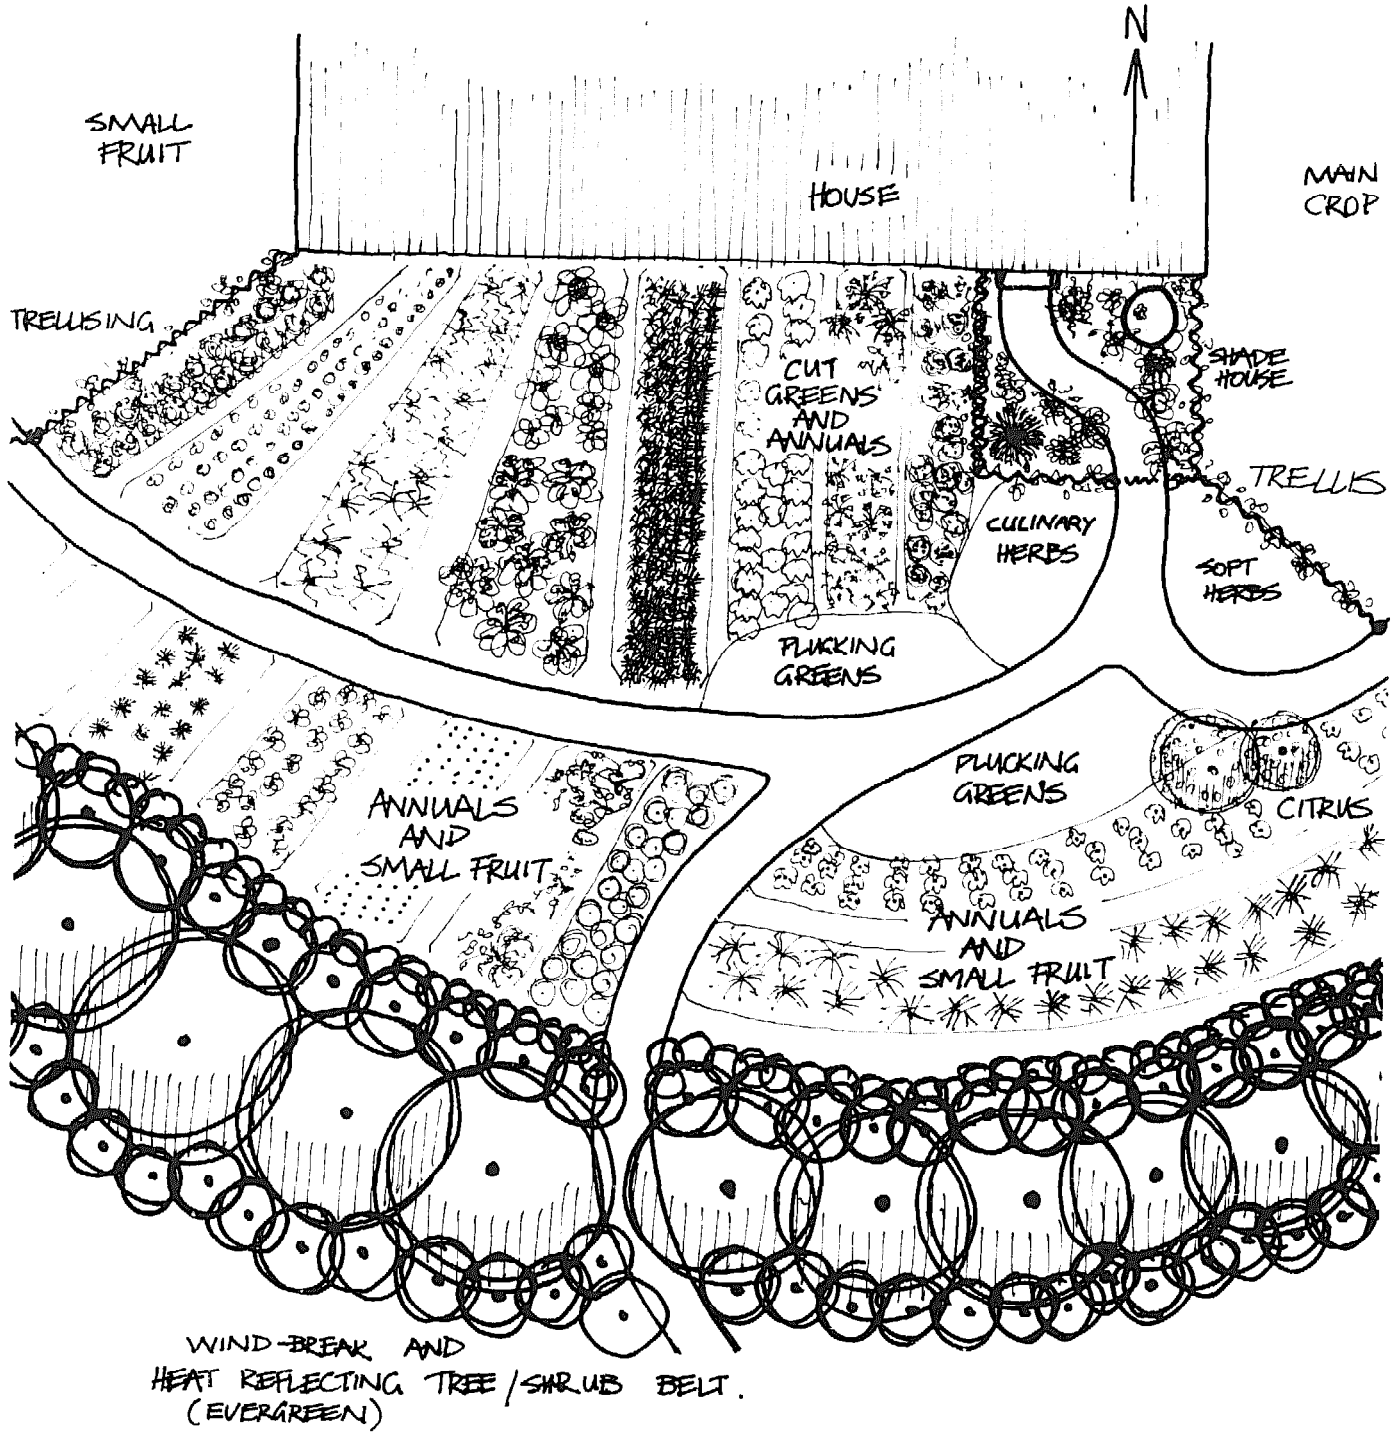 N
SMALL
FRUIT
HOUSE
MAIN
CROP
TRELLISING
SHADE
HOUSE
CUT
GREENS
AND
ANNUALS
TRELLIS
CULINARY
HERBS
SOFT
HERBS
PLUCKING
GREENS
PLUCKING
GREENS
CITRUS
ANNUALS
AND
SMALL FRUIT
ANNUALS
AND
SMALL FRUIT
WIND-BREAK AND
HEAT REFLECTING TREE/SHRUB BELT.
(EVERGREEN)